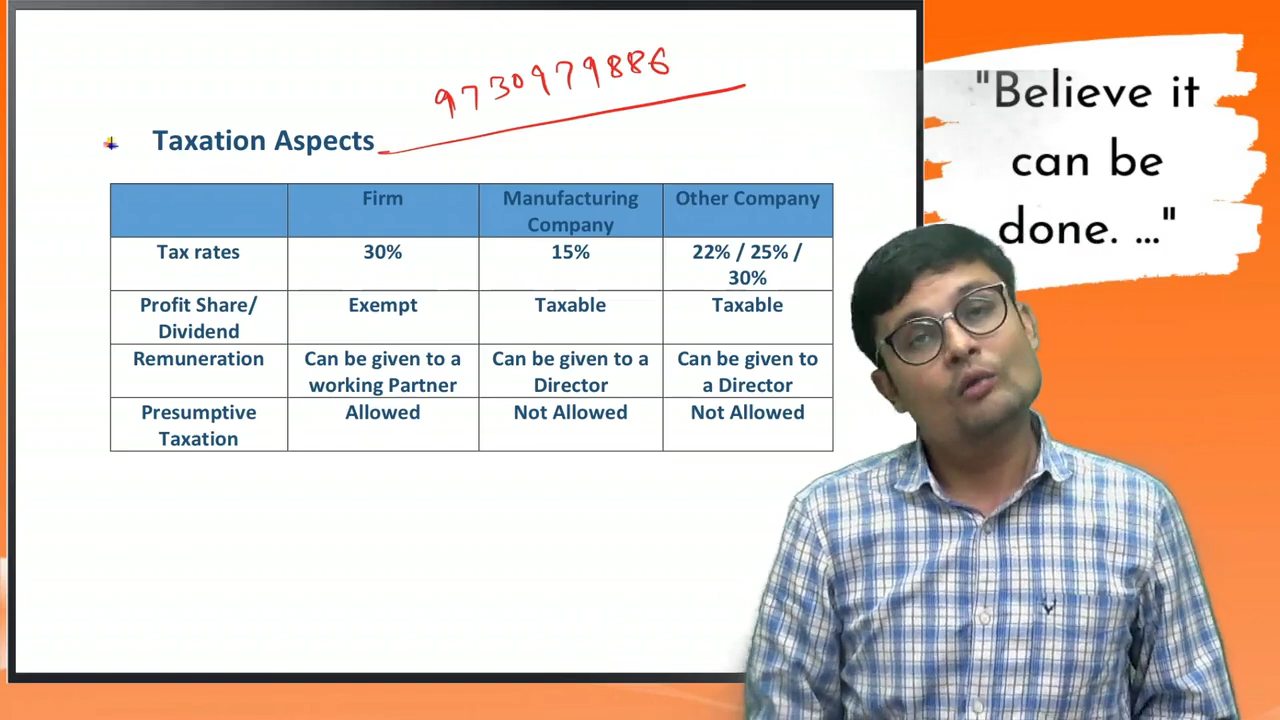 9730979886
Taxation Aspects
Firm
Manufacturing
Company
Other Company
Tax rates
30%
15%
22% / 25% /
30%
Profit Share/
Dividend
Exempt
Taxable
Taxable
Remuneration
Can be given to a
working Partner
Can be given to a
Director
Can be given to
a Director
Presumptive
Taxation
Allowed
Not Allowed
Not Allowed
"Believe it
can be
done. ..."